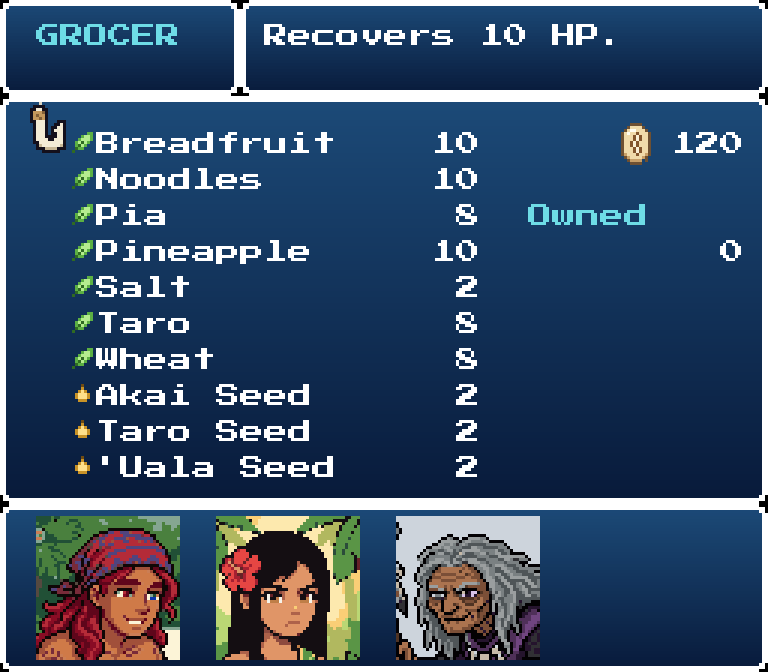 GROCER
Recovers 10 HP.
Breadfruit 10
120
Noodles 10
Pia 8
Owned
Pineapple 10
0
Salt 2
Taro 8
Wheat 8
Akai Seed 2
Taro Seed 2
'Uala Seed 2